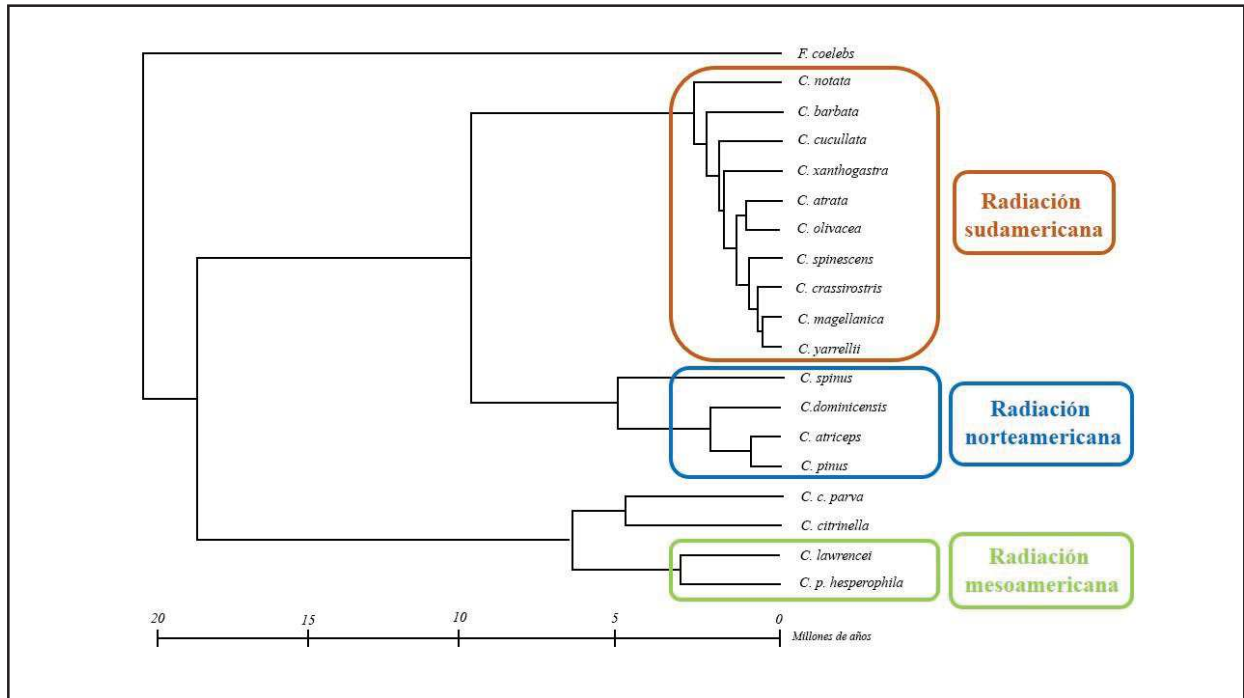 F. coelebs
C. notata
C. barbata
C. cucullata
C. xanthogastra
C. atrata
C. olivacea
C. spinescens
C. crassirostris
C. magellanica
C. yarrellii
Radiación
sudamericana
C. spinus
C.dominicensis
C. atriceps
C. pinus
Radiación
norteamericana
C. c. parva
C. citrinella
C. lawrencei
C. p. hesperophila
Radiación
mesoamericana
20 15 10 5 0
Millones de años